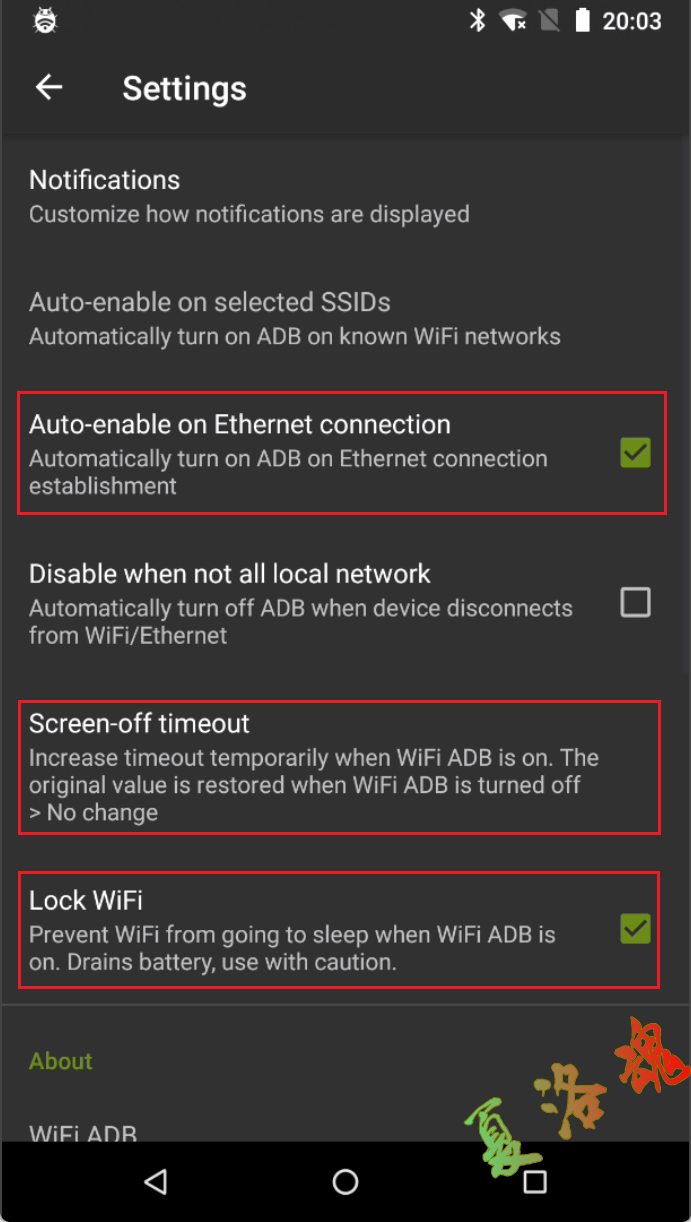 20:03
Settings
Notifications
Customize how notifications are displayed
Auto-enable on selected SSIDs
Automatically turn on ADB on known WiFi networks
Auto-enable on Ethernet connection
Automatically turn on ADB on Ethernet connection
establishment
Disable when not all local network
Automatically turn off ADB when device disconnects
from WiFi/Ethernet
Screen-off timeout
Increase timeout temporarily when WiFi ADB is on. The
original value is restored when WiFi ADB is turned off
> No change
Lock WiFi
Prevent WiFi from going to sleep when WiFi ADB is
on. Drains battery, use with caution.
About
WiFi ADB
夏洛魂